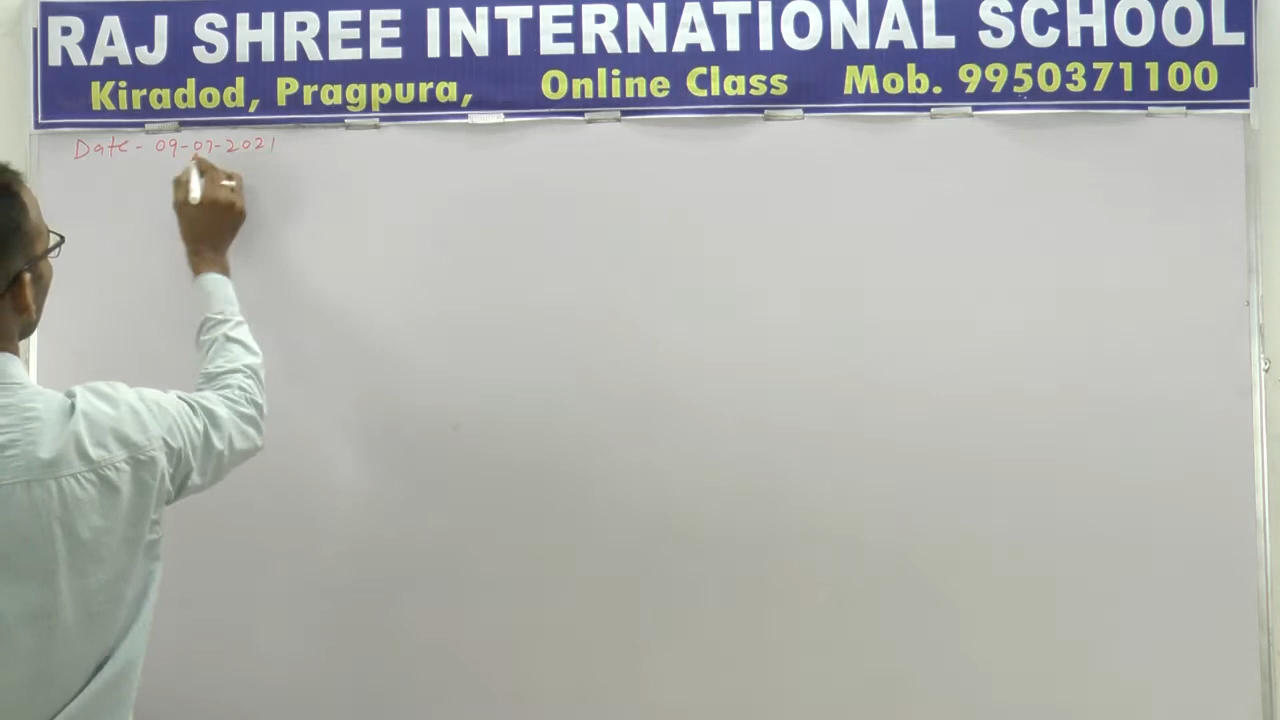 RAJ SHREE INTERNATIONAL SCHOOL
Kiradod, Pragpura, Online Class Mob. 9950371100
Date - 09-07-2021